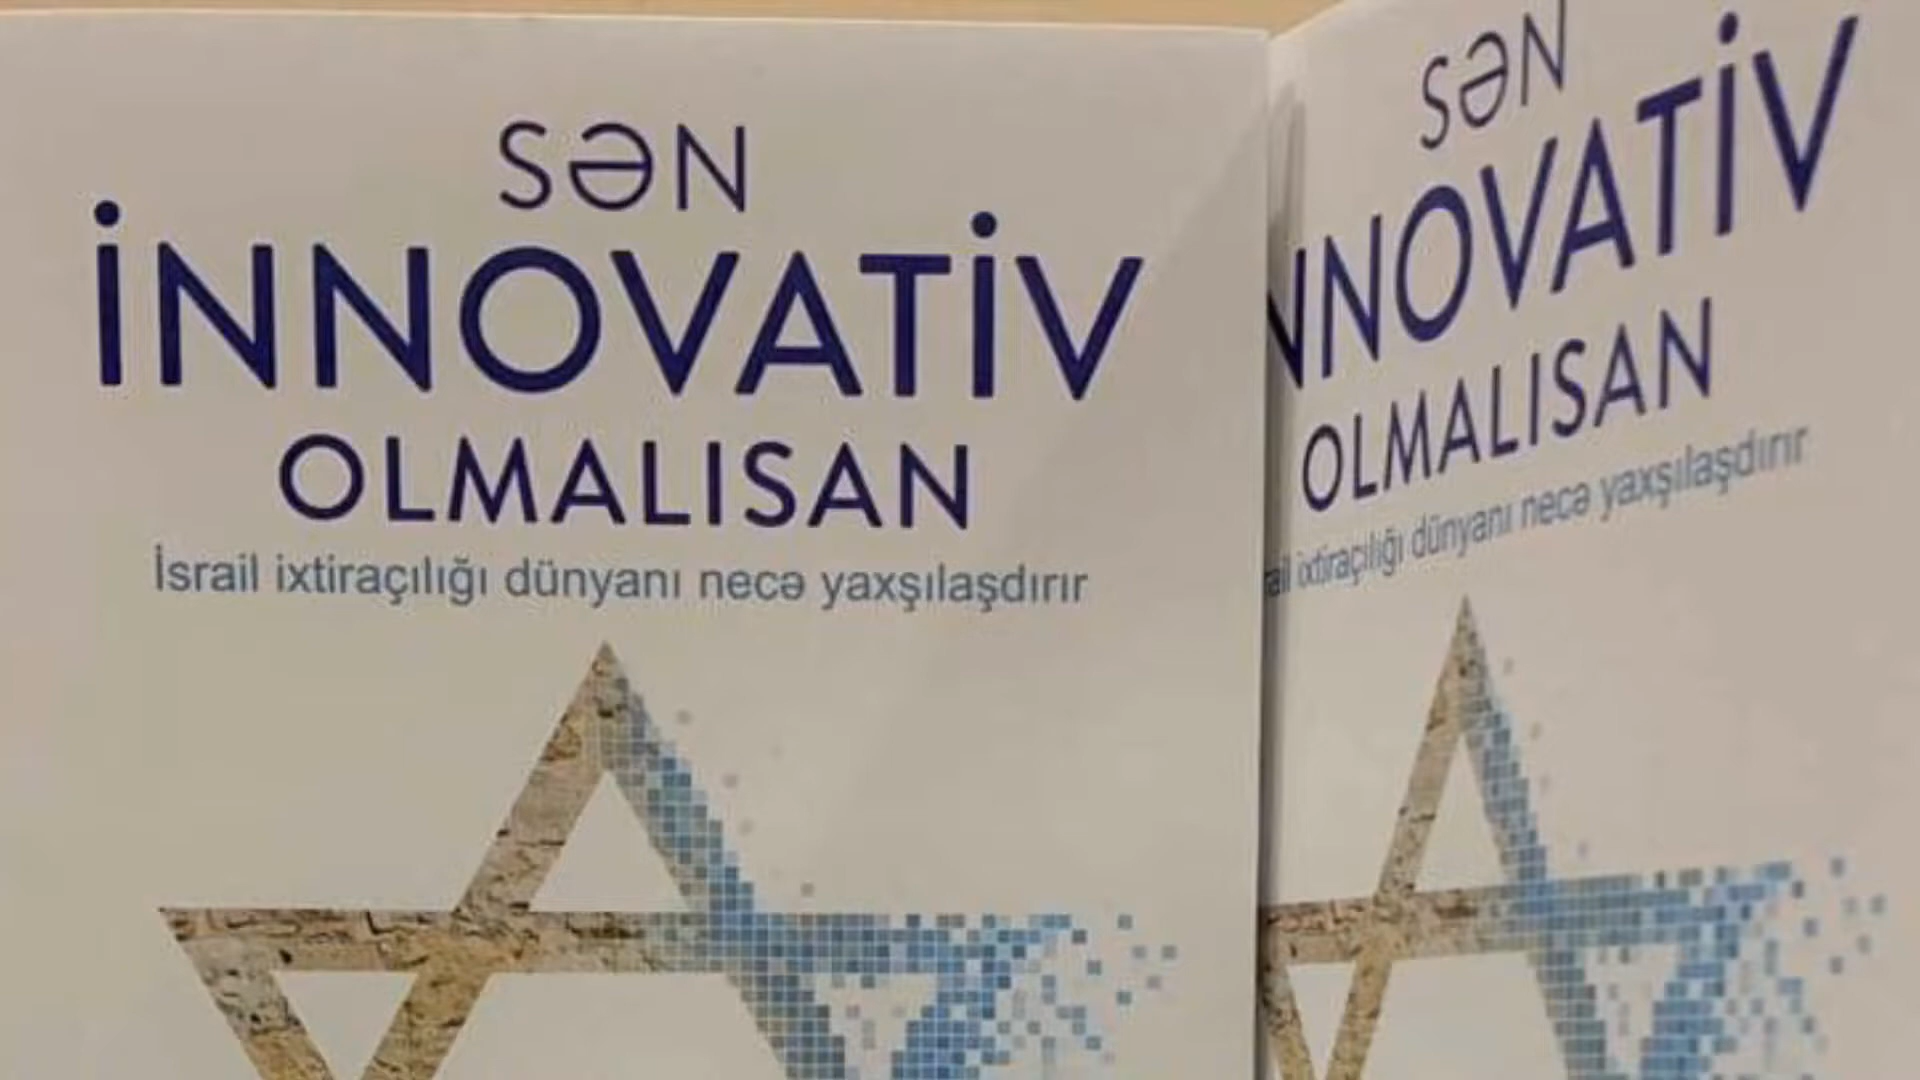 SƏN
İNNOVATİV
OLMALISAN
İsrail ixtiraçılığı dünyanı necə yaxşılaşdırır
SƏN
NNOVATİV
OLMALISAN
rail ixtiraçılığı dünyanı necə yaxşılaşdırır